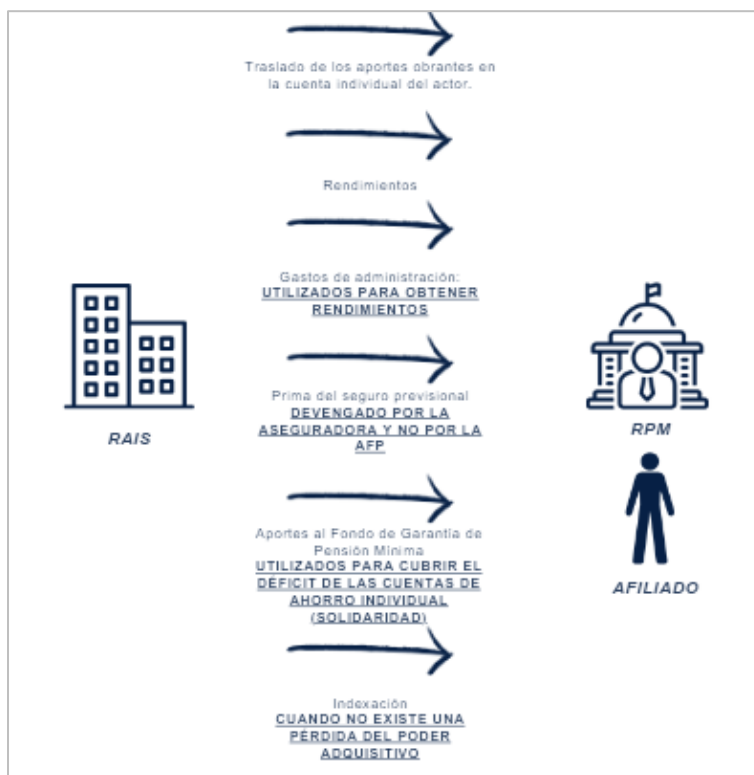 Traslado de los aportes obrantes en
la cuenta individual del actor.
Rendimientos
Gastos de administración:
UTILIZADOS PARA OBTENER
RENDIMIENTOS
Prima del seguro previsional
DEVENGADO POR LA
ASEGURADORA Y NO POR LA
AFP
RAIS
RPM
Aportes al Fondo de Garantía de
Pensión Mínima
UTILIZADOS PARA CUBRIR EL
DÉFICIT DE LAS CUENTAS DE
AHORRO INDIVIDUAL
(SOLIDARIDAD)
AFILIADO
Indexación
CUANDO NO EXISTE UNA
PÉRDIDA DEL PODER
ADQUISITIVO